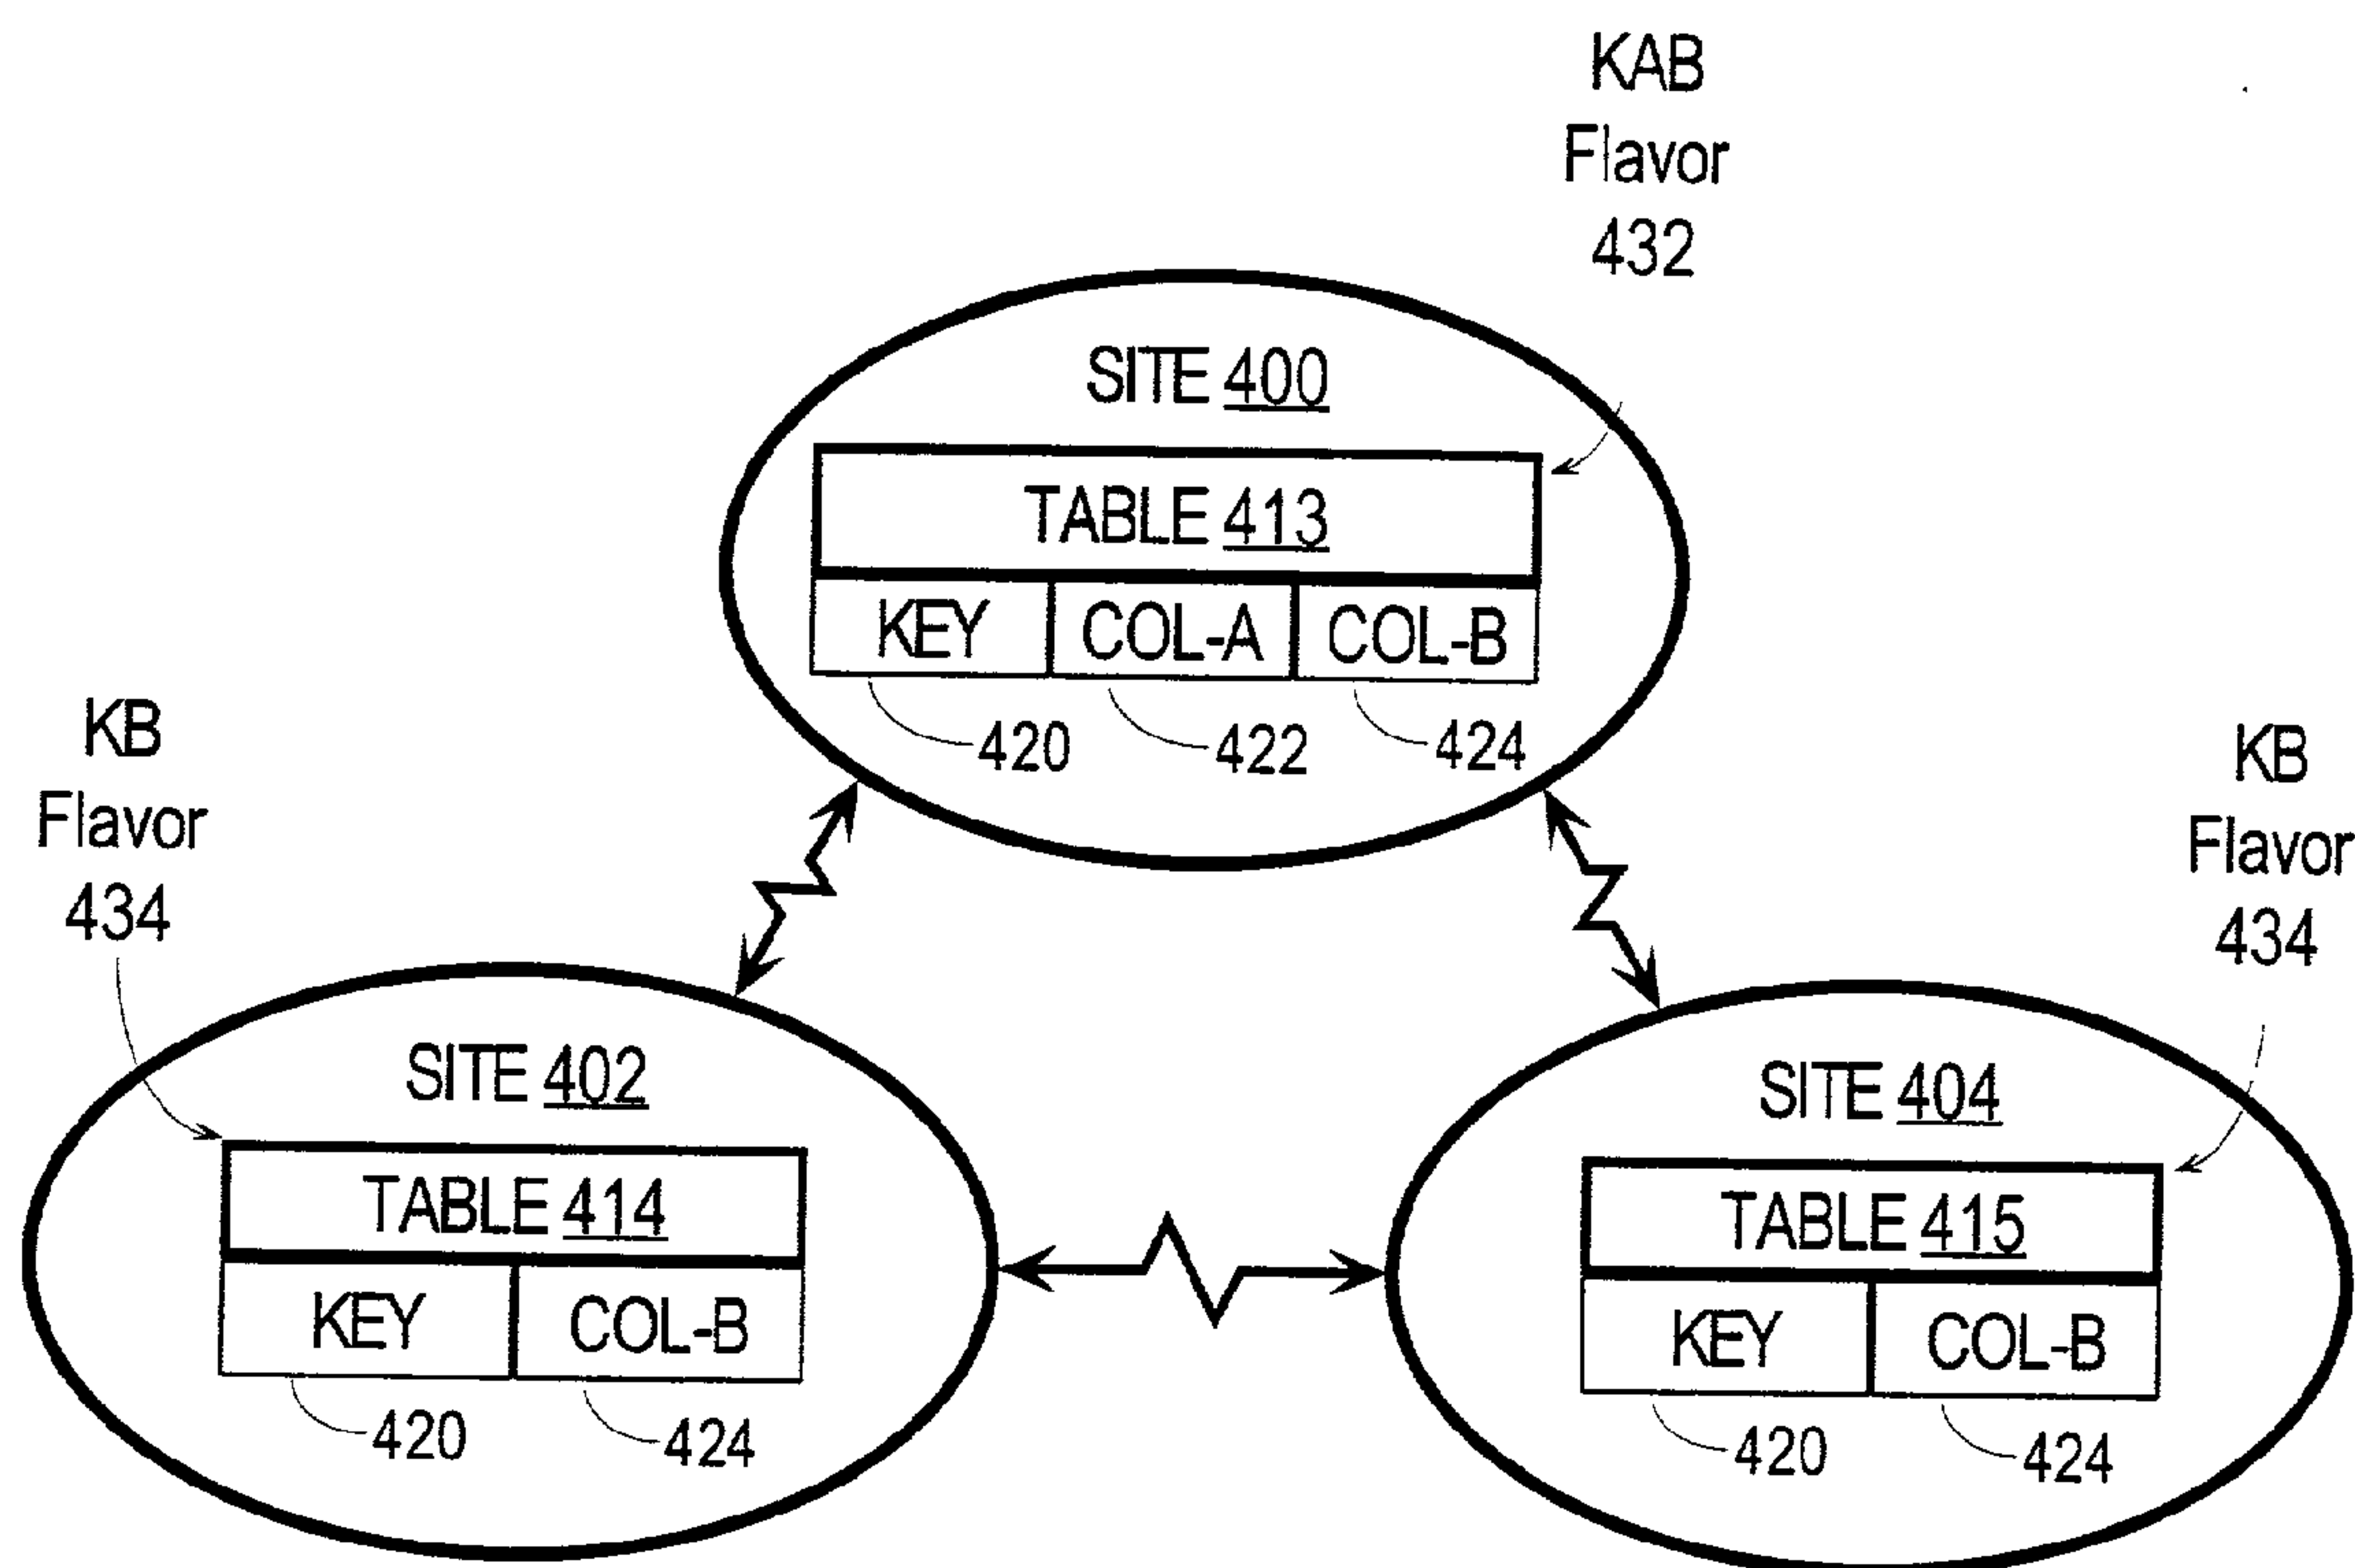 KAB
Flavor
432
SITE 400
TABLE 413
KEY COL-A COL-B
420 422 424
KB
Flavor
434
SITE 402
TABLE 414
KEY COL-B
420 424
KB
Flavor
434
SITE 404
TABLE 415
KEY COL-B
420 424